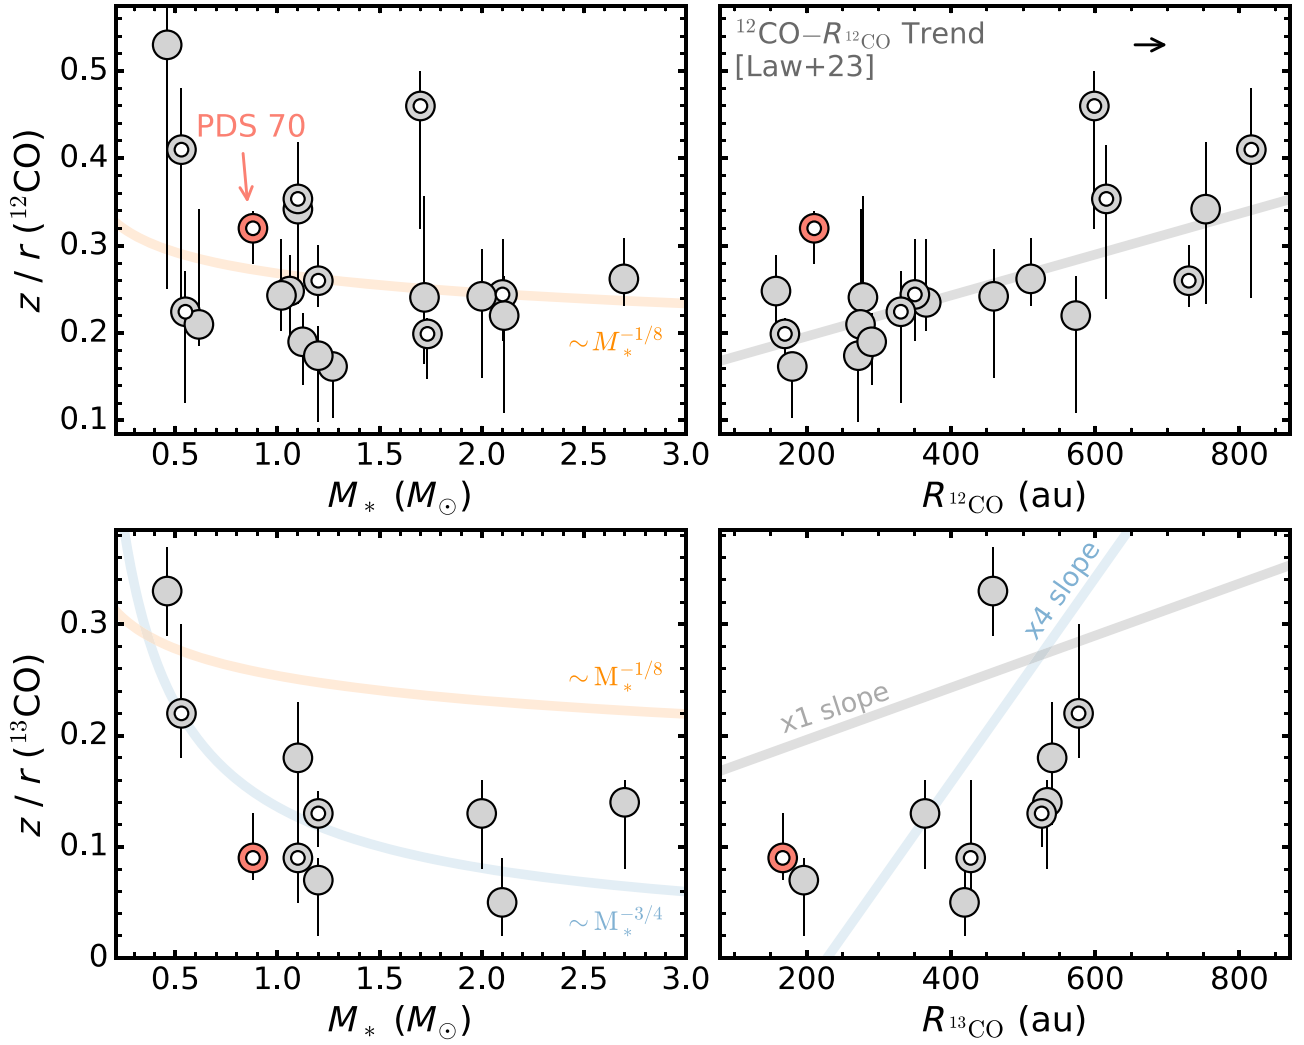 z / r (¹²CO)
0.5
0.4
0.3
0.2
0.1
PDS 70
∼M∗^−1/8
0.5 1.0 1.5 2.0 2.5 3.0
M∗ (M⊙)
¹²CO−R¹²CO Trend
[Law+23]
200 400 600 800
R¹²CO (au)
z / r (¹³CO)
0.3
0.2
0.1
0
∼M∗^−1/8
∼M∗^−3/4
0.5 1.0 1.5 2.0 2.5 3.0
M∗ (M⊙)
x4 slope
x1 slope
200 400 600 800
R¹³CO (au)